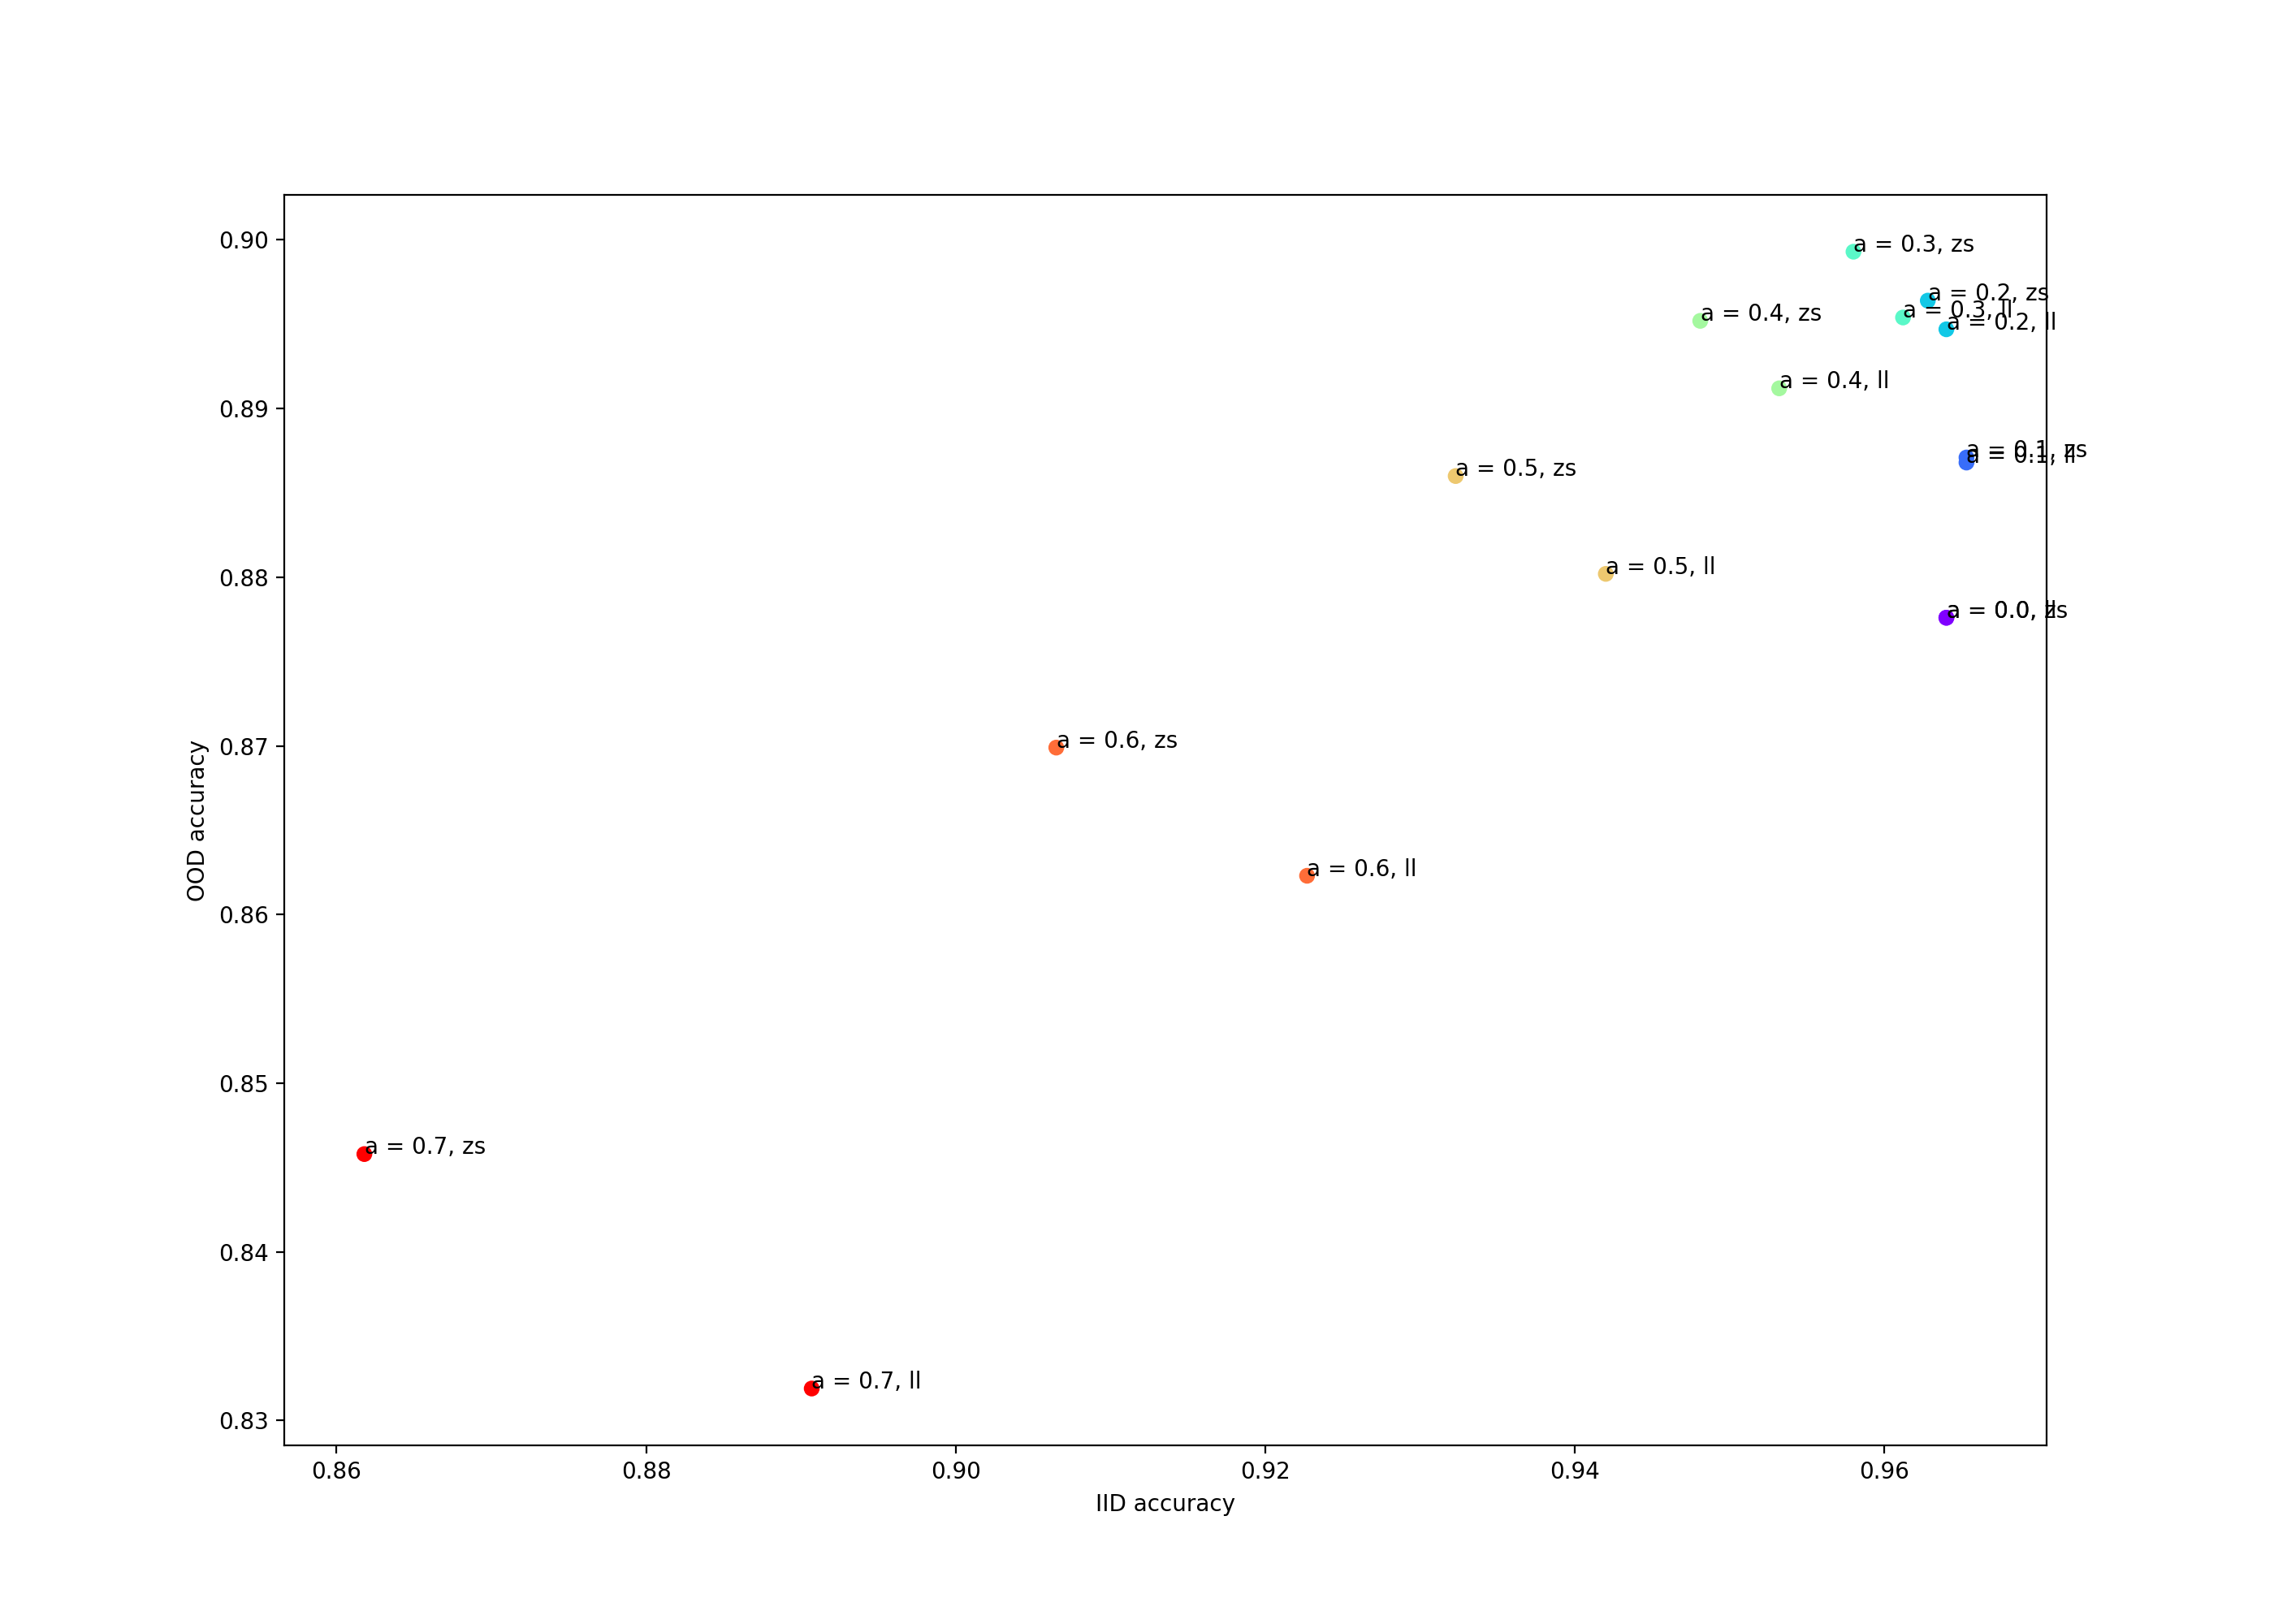 0.90
0.89
0.88
0.87
0.86
0.85
0.84
0.83
OOD accuracy
a = 0.3, zs
a = 0.2, zs
a = 0.3, ll
a = 0.4, zs
a = 0.2, ll
a = 0.4, ll
a = 0.1, zs
a = 0.1, ll
a = 0.5, zs
a = 0.5, ll
a = 0.0, zs
a = 0.0, ll
a = 0.6, zs
a = 0.6, ll
a = 0.7, zs
a = 0.7, ll
0.86 0.88 0.90 0.92 0.94 0.96
IID accuracy